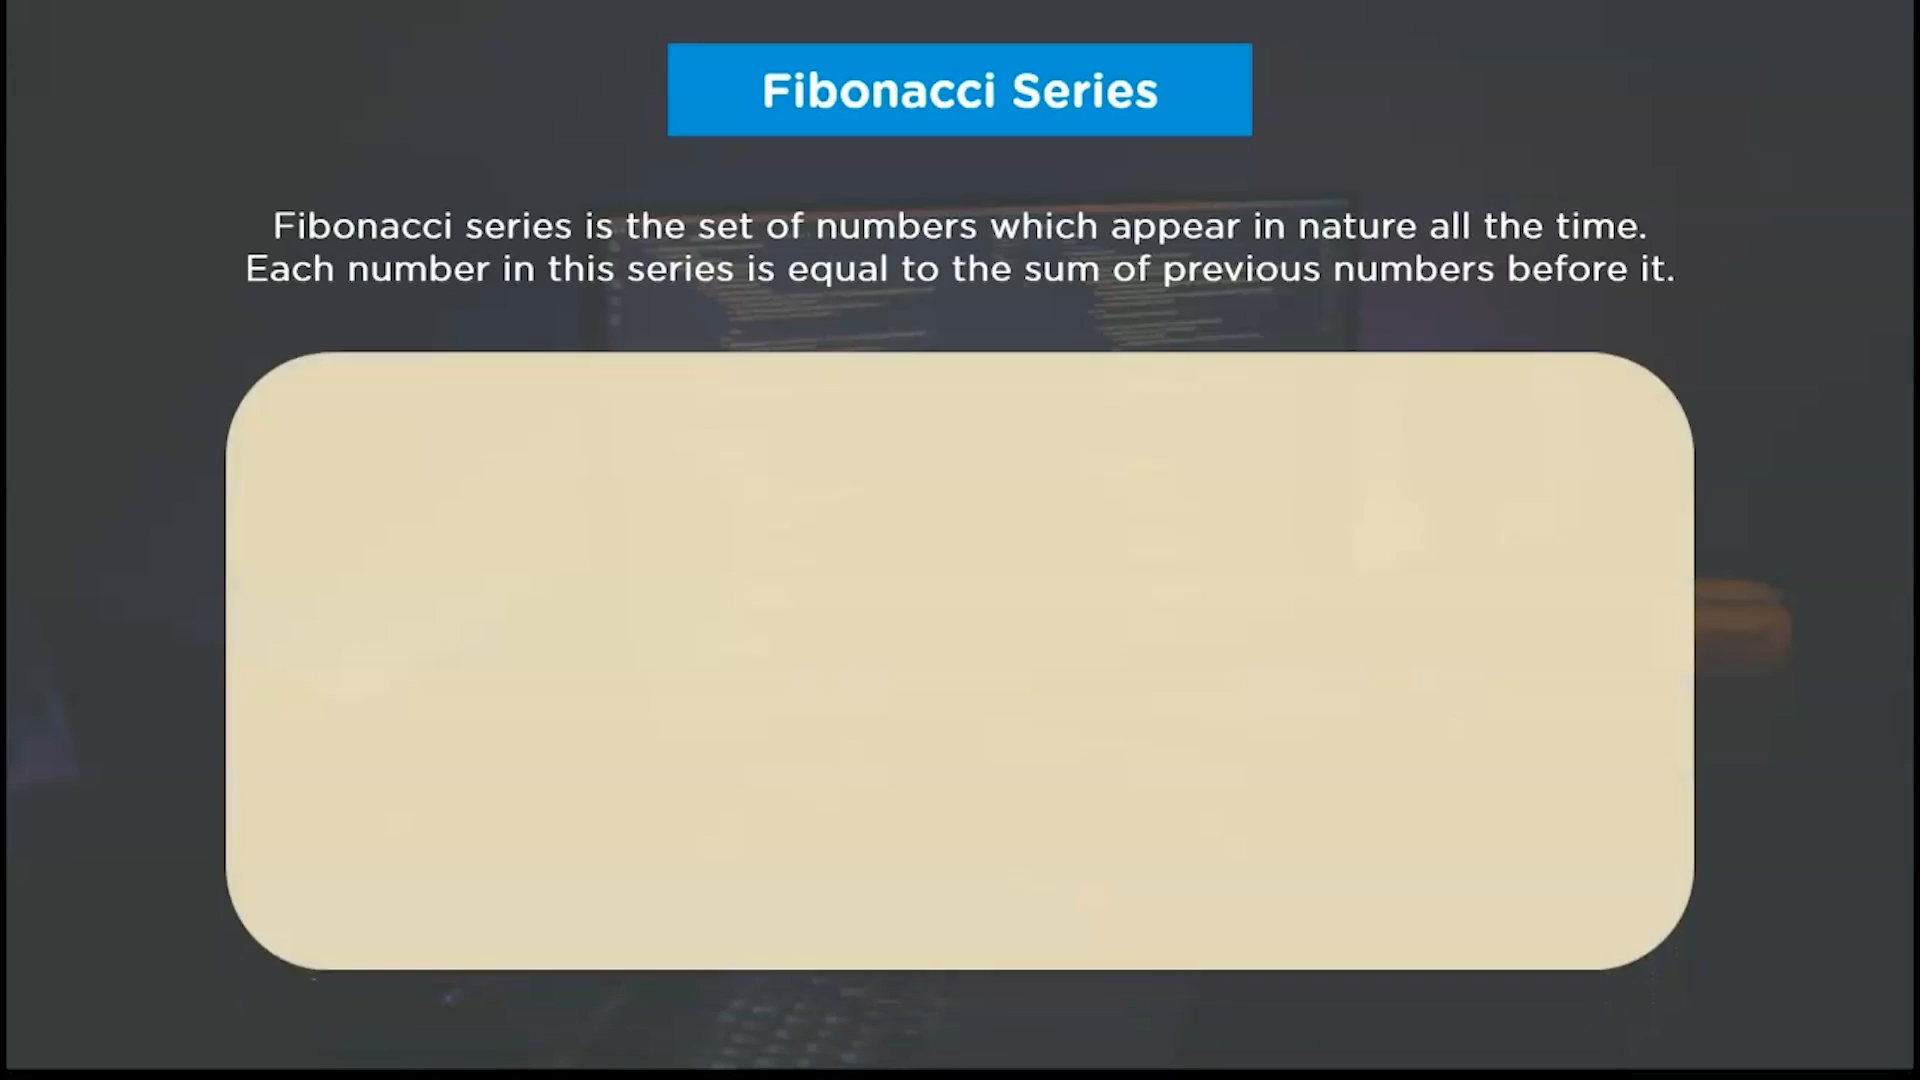 Fibonacci Series
Fibonacci series is the set of numbers which appear in nature all the time.
Each number in this series is equal to the sum of previous numbers before it.